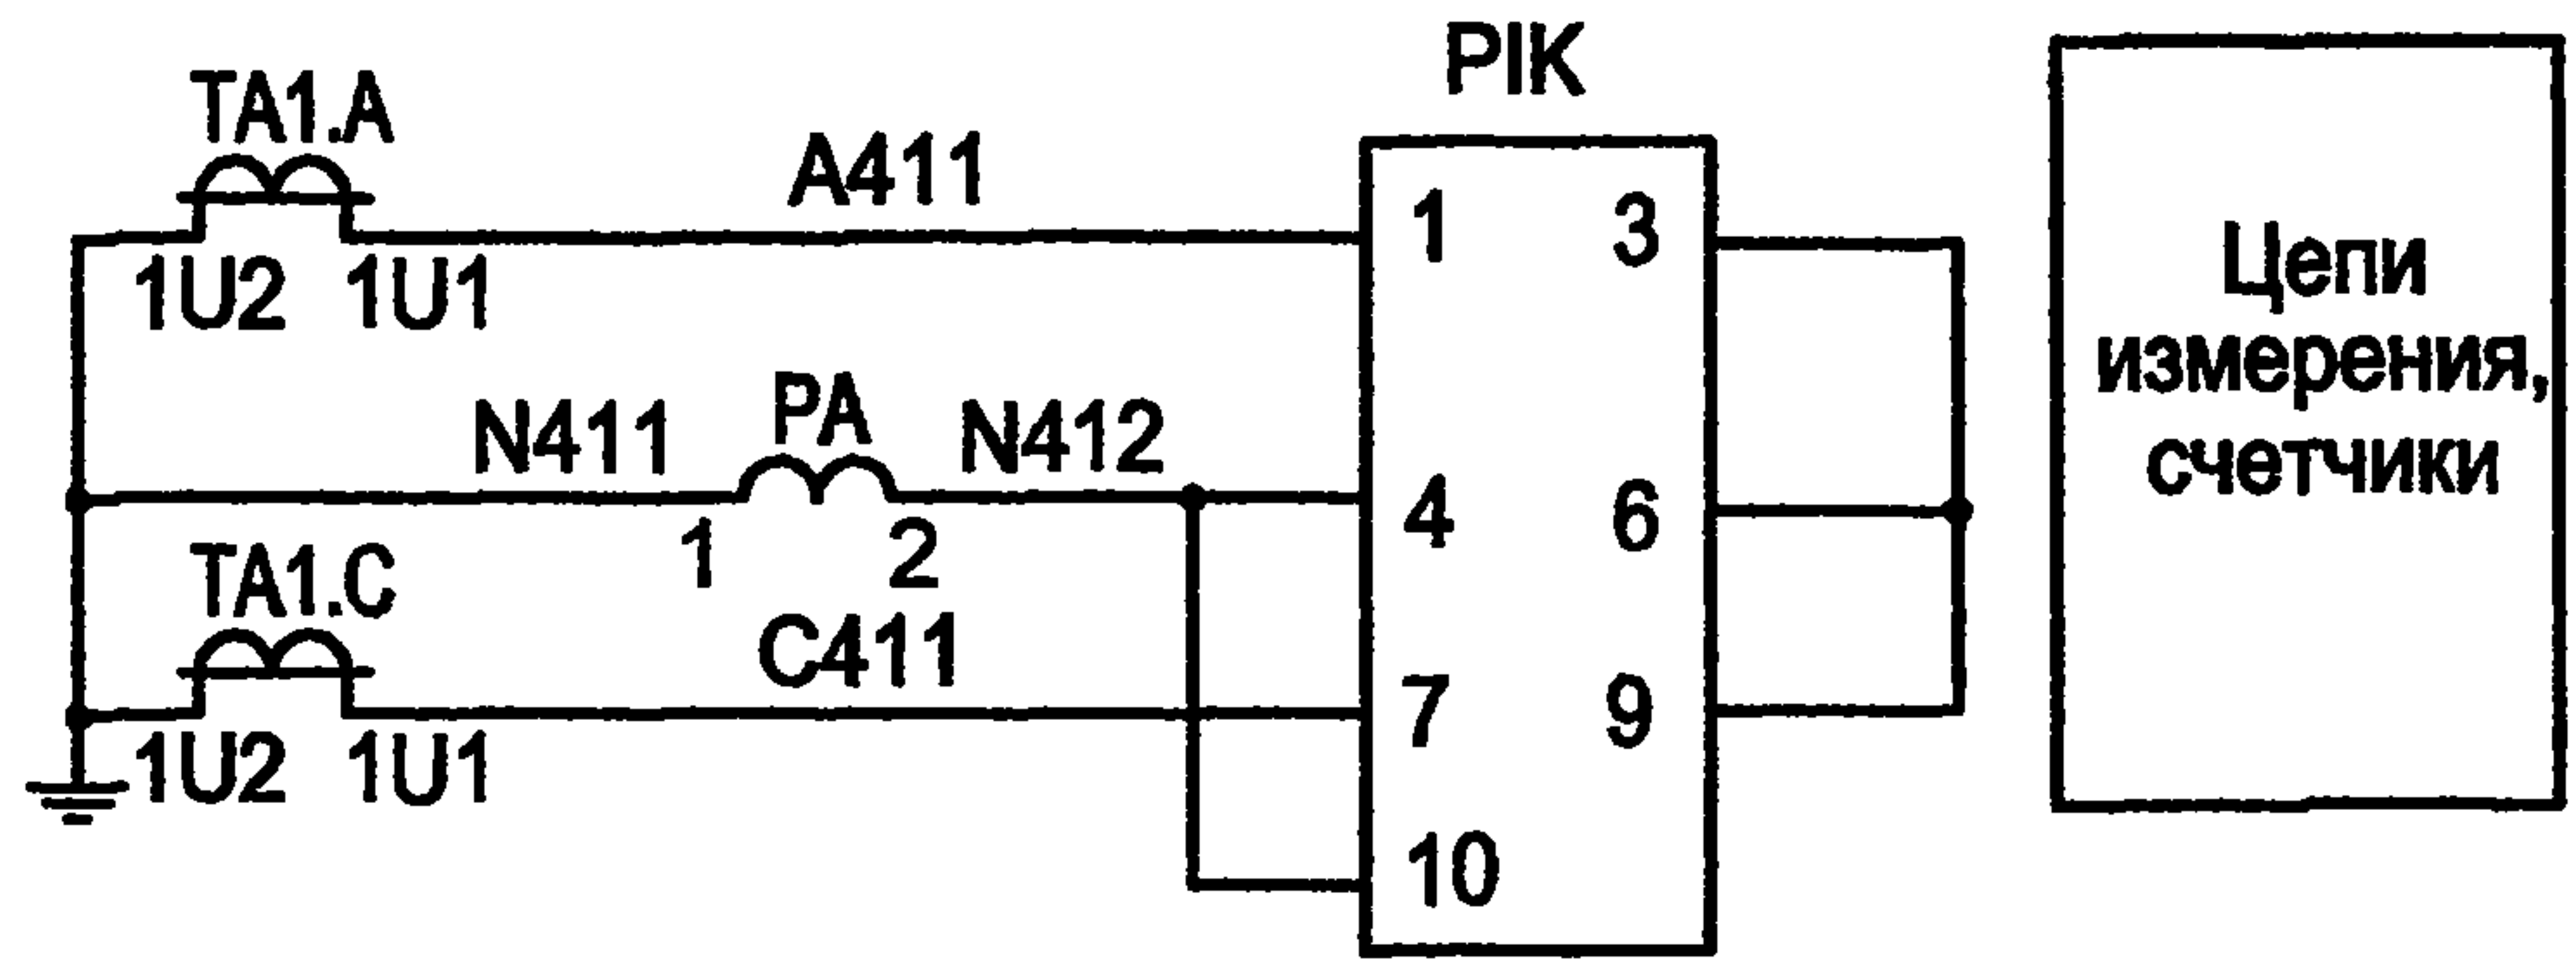 PIK
TA1.A
A411
1U2 1U1
1 3
Цепи
измерения,
счетчики
PA
N411 N412
1 2
4 6
TA1.C
C411
1U2 1U1
7 9
10